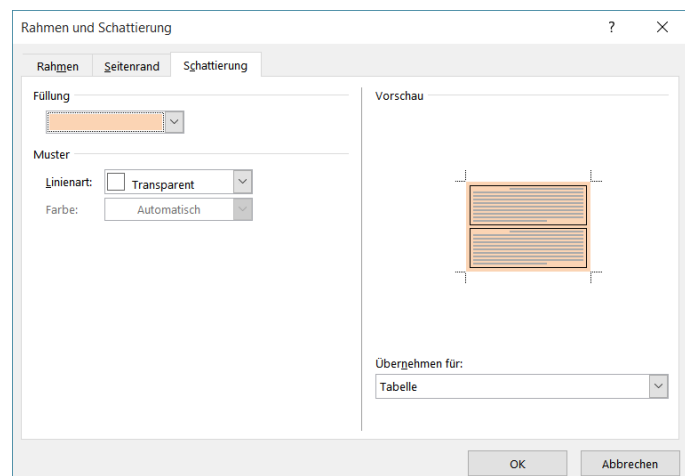 Rahmen und Schattierung
?
Rahmen Seitenrand Schattierung
Füllung
Muster
Linienart: Transparent
Farbe: Automatisch
Vorschau
Übernehmen für:
Tabelle
OK Abbrechen